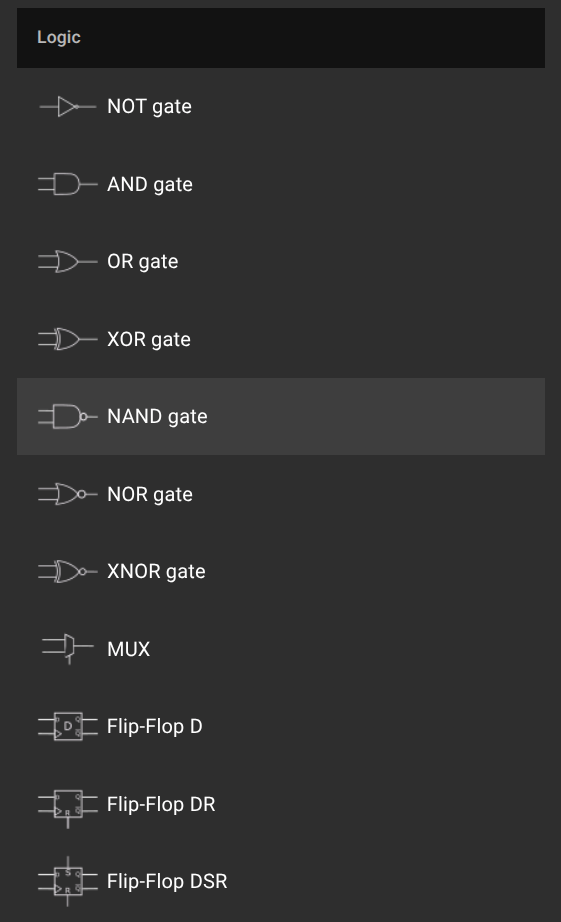 Logic
NOT gate
AND gate
OR gate
XOR gate
NAND gate
NOR gate
XNOR gate
MUX
D
Flip-Flop D
Flip-Flop DR
S
R
Flip-Flop DSR